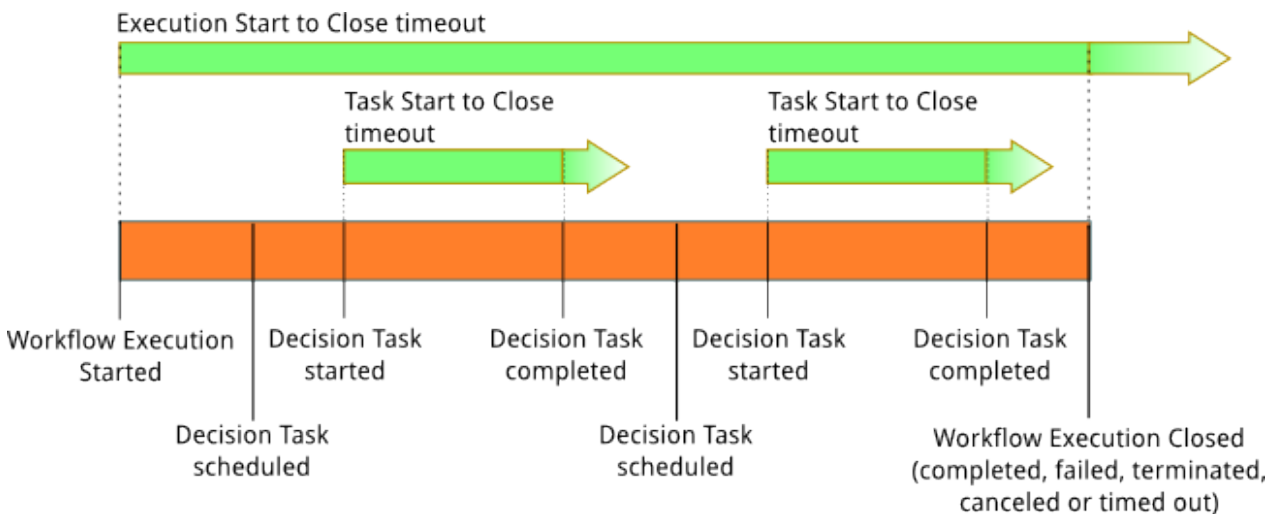 Execution Start to Close timeout
Task Start to Close
timeout
Task Start to Close
timeout
Workflow Execution
Started
Decision Task
scheduled
Decision Task
started
Decision Task
completed
Decision Task
scheduled
Decision Task
started
Decision Task
completed
Workflow Execution Closed
(completed, failed, terminated,
canceled or timed out)